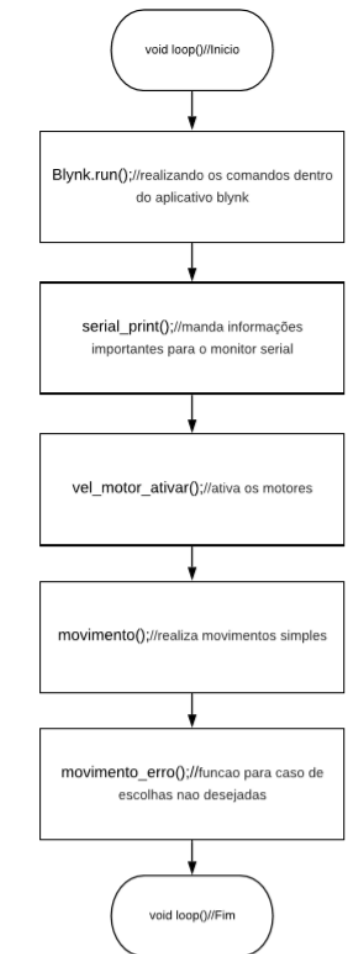 void loop()//Inicio
Blynk.run();//realizando os comandos dentro
do aplicativo blynk
serial_print();//manda informações
importantes para o monitor serial
vel_motor_ativar();//ativa os motores
movimento();//realiza movimentos simples
movimento_erro();//funcao para caso de
escolhas nao desejadas
void loop()//Fim